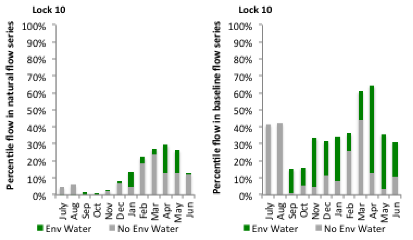 Lock 10
Percentile flow in natural flow series
100%
90%
80%
70%
60%
50%
40%
30%
20%
10%
0%
July
Aug
Sep
Oct
Nov
Dec
Jan
Feb
Mar
Apr
May
Jun
Env Water
No Env Water
Lock 10
Percentile flow in baseline flow series
100%
90%
80%
70%
60%
50%
40%
30%
20%
10%
0%
July
Aug
Sep
Oct
Nov
Dec
Jan
Feb
Mar
Apr
May
Jun
Env Water
No Env Water